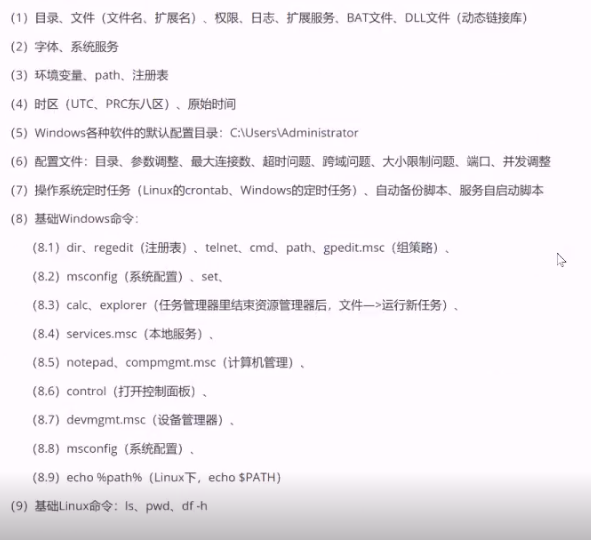 （1）目录、文件（文件名、扩展名）、权限、日志、扩展服务、BAT文件、DLL文件（动态链接库）
（2）字体、系统服务
（3）环境变量、path、注册表
（4）时区（UTC、PRC东八区）、原始时间
（5）Windows各种软件的默认配置目录：C:\Users\Administrator
（6）配置文件：目录、参数调整、最大连接数、超时问题、跨域问题、大小限制问题、端口、并发调整
（7）操作系统定时任务（Linux的crontab、Windows的定时任务）、自动备份脚本、服务自启动脚本
（8）基础Windows命令：
（8.1）dir、regedit（注册表）、telnet、cmd、path、gpedit.msc（组策略）、
（8.2）msconfig（系统配置）、set、
（8.3）calc、explorer（任务管理器里结束资源管理器后，文件—>运行新任务）、
（8.4）services.msc（本地服务）、
（8.5）notepad、compmgmt.msc（计算机管理）、
（8.6）control（打开控制面板）、
（8.7）devmgmt.msc（设备管理器）、
（8.8）msconfig（系统配置）、
（8.9）echo %path%（Linux下，echo $PATH）
（9）基础Linux命令：ls、pwd、df -h